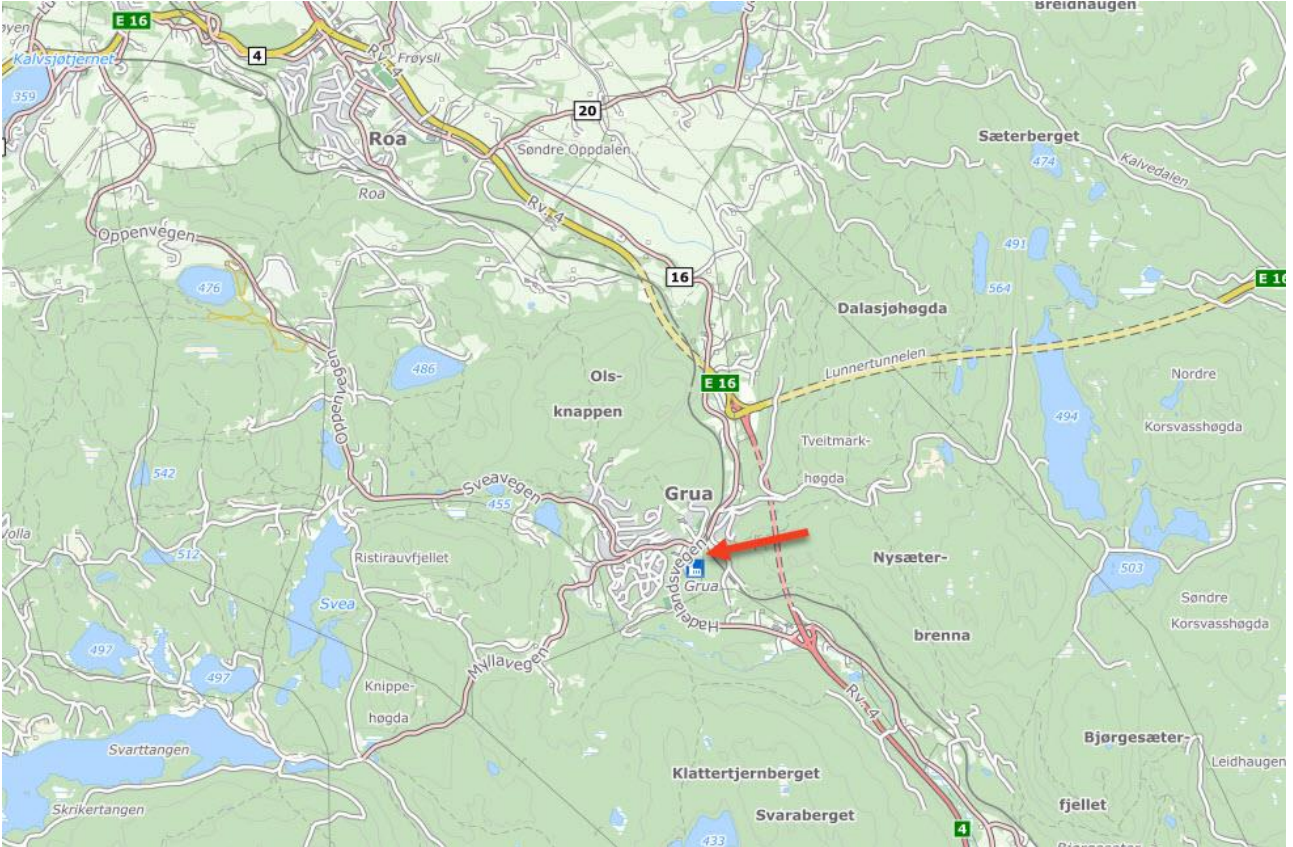 Breidhaugen
E 16
4
Rv. 4
Frøysli
Kalvsjøtjernet
359
20
Roa
Søndre Oppdalen
Sæterberget
474
Kalvedalen
Roa
Rv. 4
Oppenvegen
491
16
476
564
E 16
Dalasjøhøgda
Lunnertunnelen
486
Ols-
knappen
E 16
Nordre
Korsvasshøgda
494
Oppenvegen
Tveitmark-
høgda
542
Sveavegen
455
Grua
Volla
512
Ristirauvfjellet
Hadelandsvegen
Grua
Nysæter-
brenna
503
Søndre
Korsvasshøgda
Svea
497
497
Myllavegen
Knippe-
høgda
Rv. 4
Svarttangen
Bjørgesæter-
fjellet
Leidhaugen
Klattertjernberget
Skrikertangen
Svaraberget
433
4